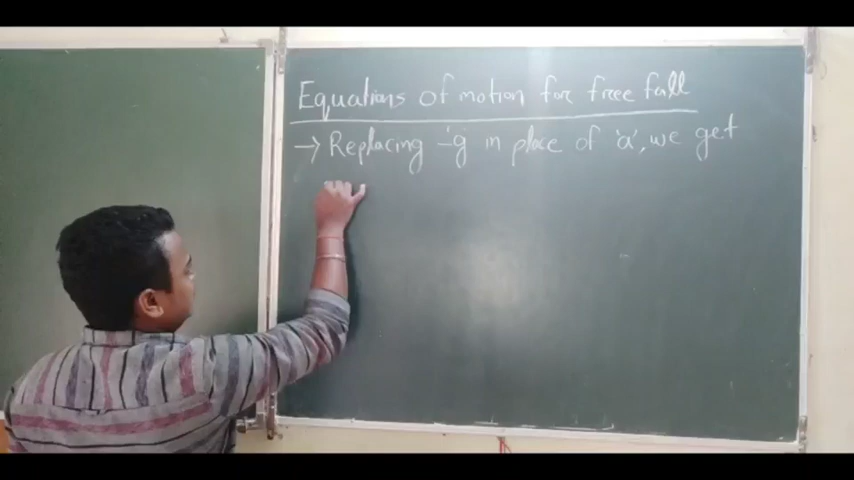 Equations of motion for free fall
→ Replacing -'g in place of 'a', we get